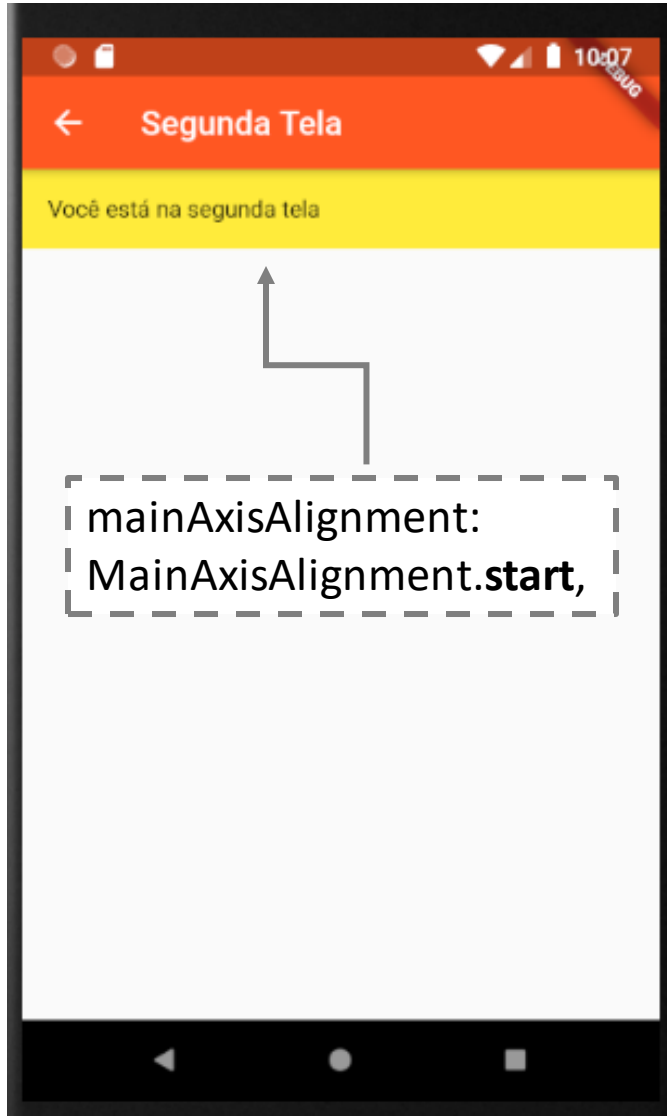 10:07
DEBUG
Segunda Tela
Você está na segunda tela
mainAxisAlignment:
MainAxisAlignment.start,